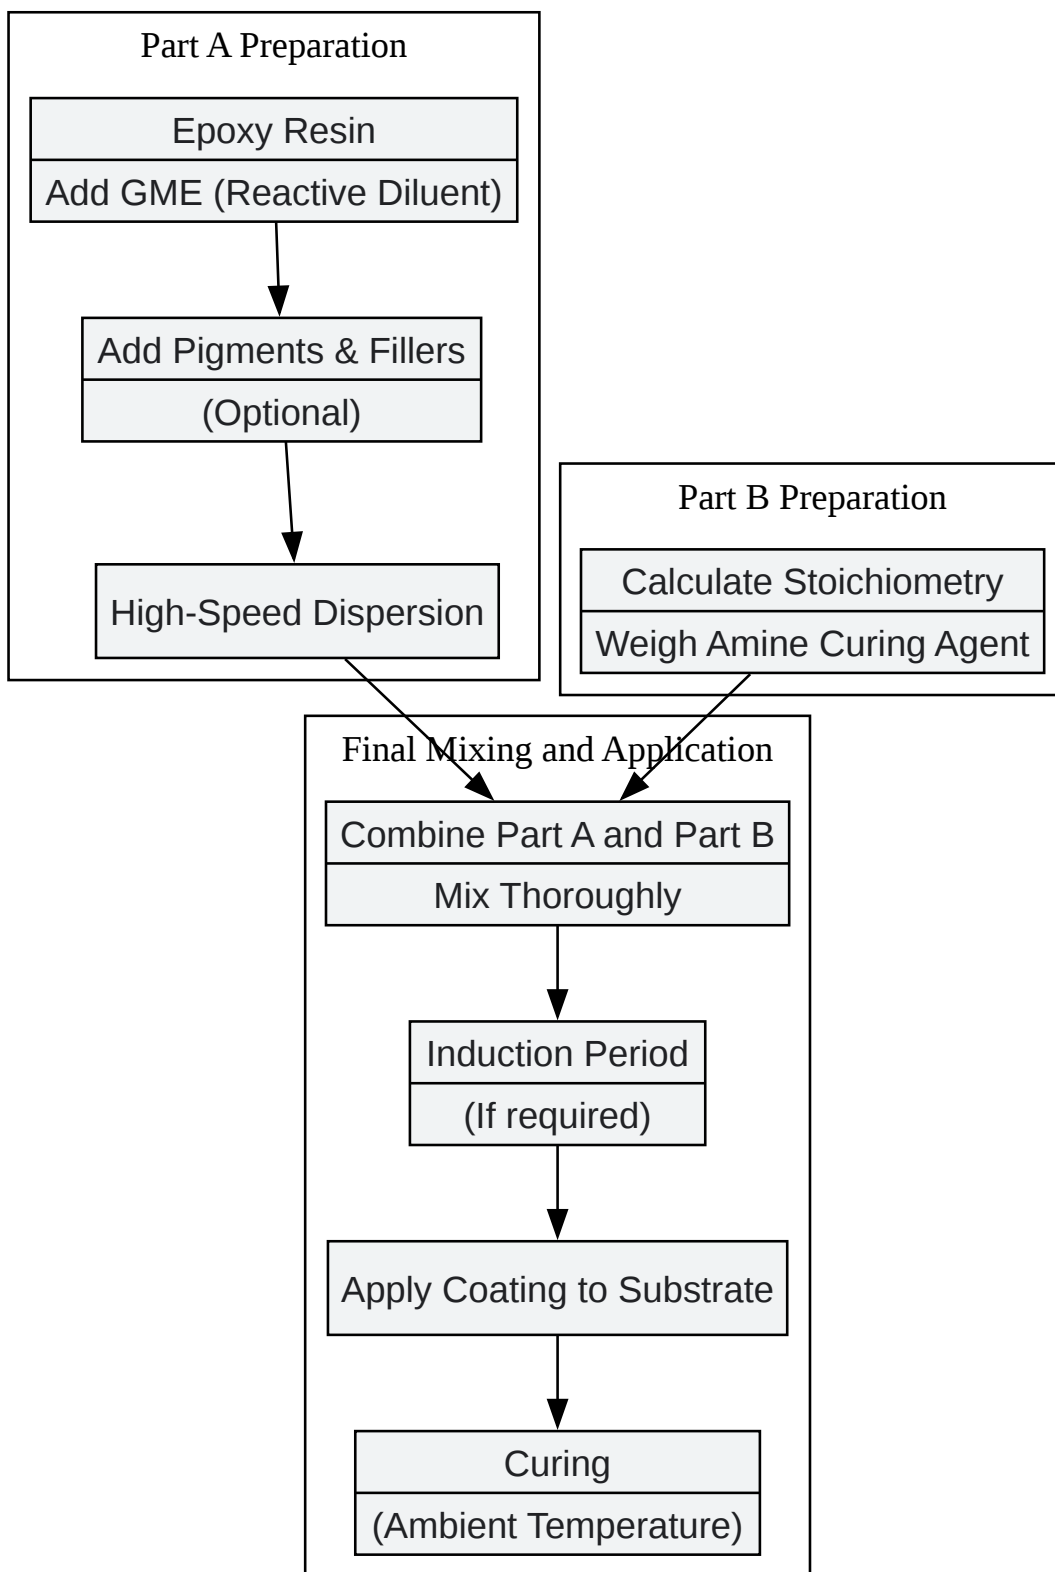 Part A Preparation
Epoxy Resin
Add GME (Reactive Diluent)
Add Pigments & Fillers
(Optional)
High-Speed Dispersion
Part B Preparation
Calculate Stoichiometry
Weigh Amine Curing Agent
Final Mixing and Application
Combine Part A and Part B
Mix Thoroughly
Induction Period
(If required)
Apply Coating to Substrate
Curing
(Ambient Temperature)